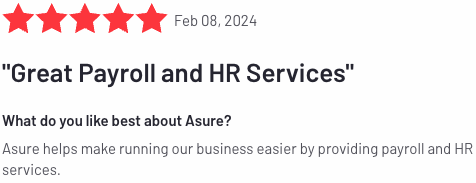 Feb 08, 2024
"Great Payroll and HR Services"
What do you like best about Asure?
Asure helps make running our business easier by providing payroll and HR
services.